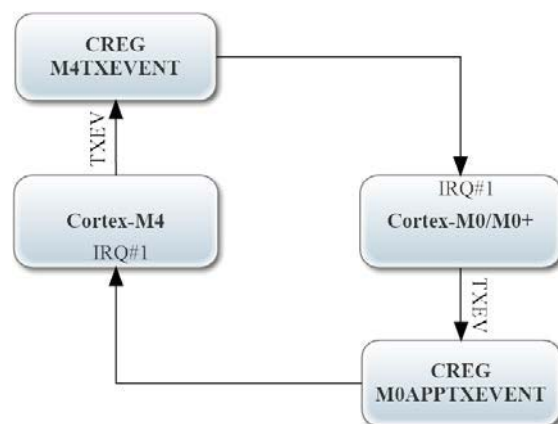 CREG
M4TXEVENT
TXEV
IRQ#1
Cortex-M4
Cortex-M0/M0+
IRQ#1
TXEV
CREG
M0APPTXEVENT